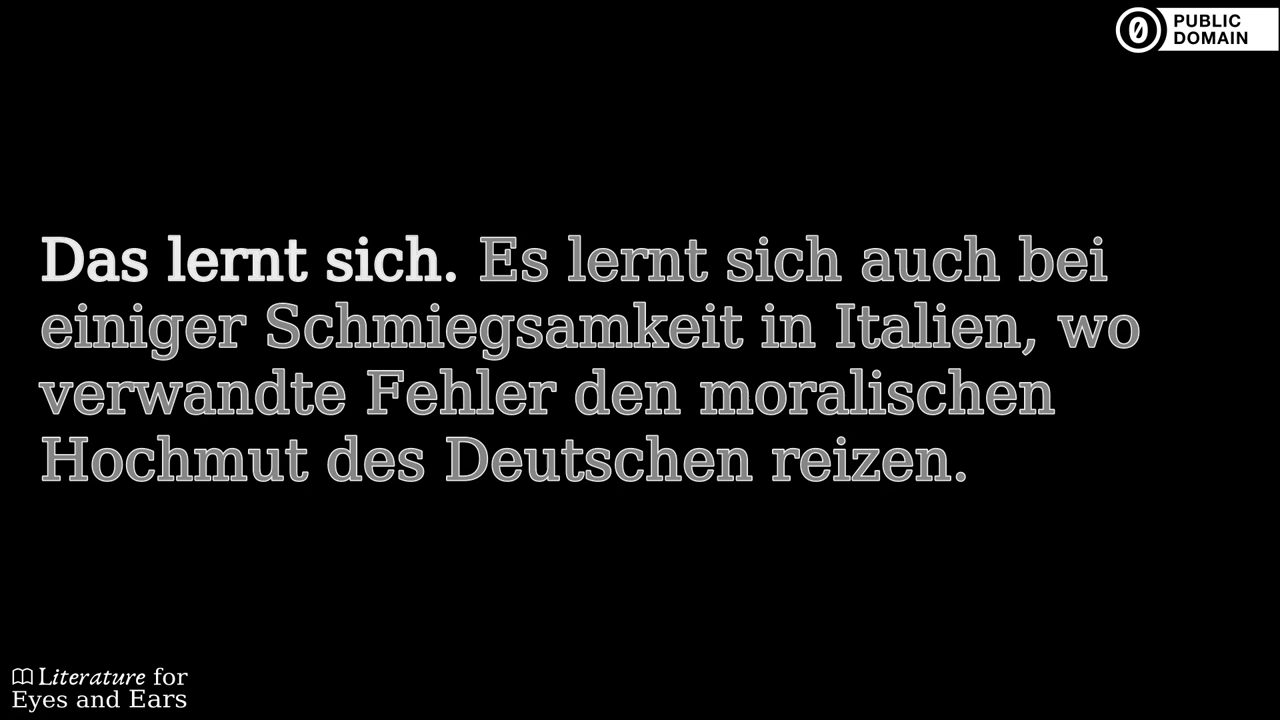 PUBLIC
DOMAIN
Das lernt sich. Es lernt sich auch bei
einiger Schmiegsamkeit in Italien, wo
verwandte Fehler den moralischen
Hochmut des Deutschen reizen.
Literature for
Eyes and Ears